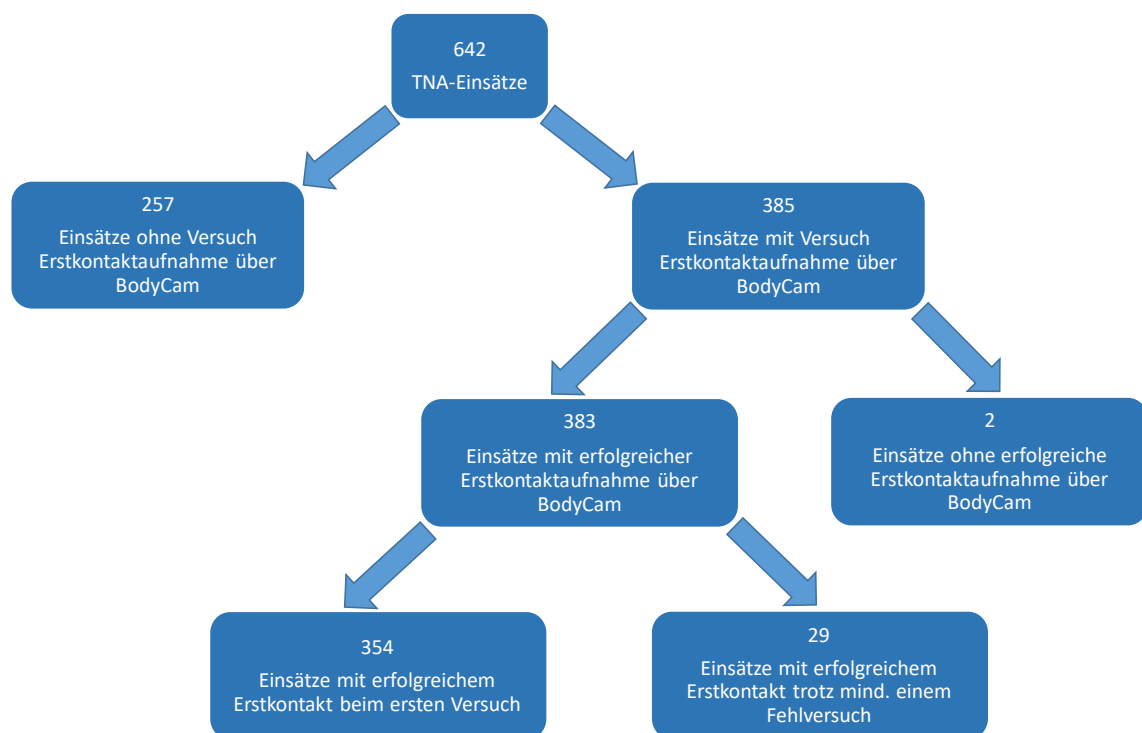 642
TNA-Einsätze
257
Einsätze ohne Versuch
Erstkontaktaufnahme über
BodyCam
385
Einsätze mit Versuch
Erstkontaktaufnahme über
BodyCam
383
Einsätze mit erfolgreicher
Erstkontaktaufnahme über
BodyCam
2
Einsätze ohne erfolgreiche
Erstkontaktaufnahme über
BodyCam
354
Einsätze mit erfolgreichem
Erstkontakt beim ersten Versuch
29
Einsätze mit erfolgreichem
Erstkontakt trotz mind. einem
Fehlversuch